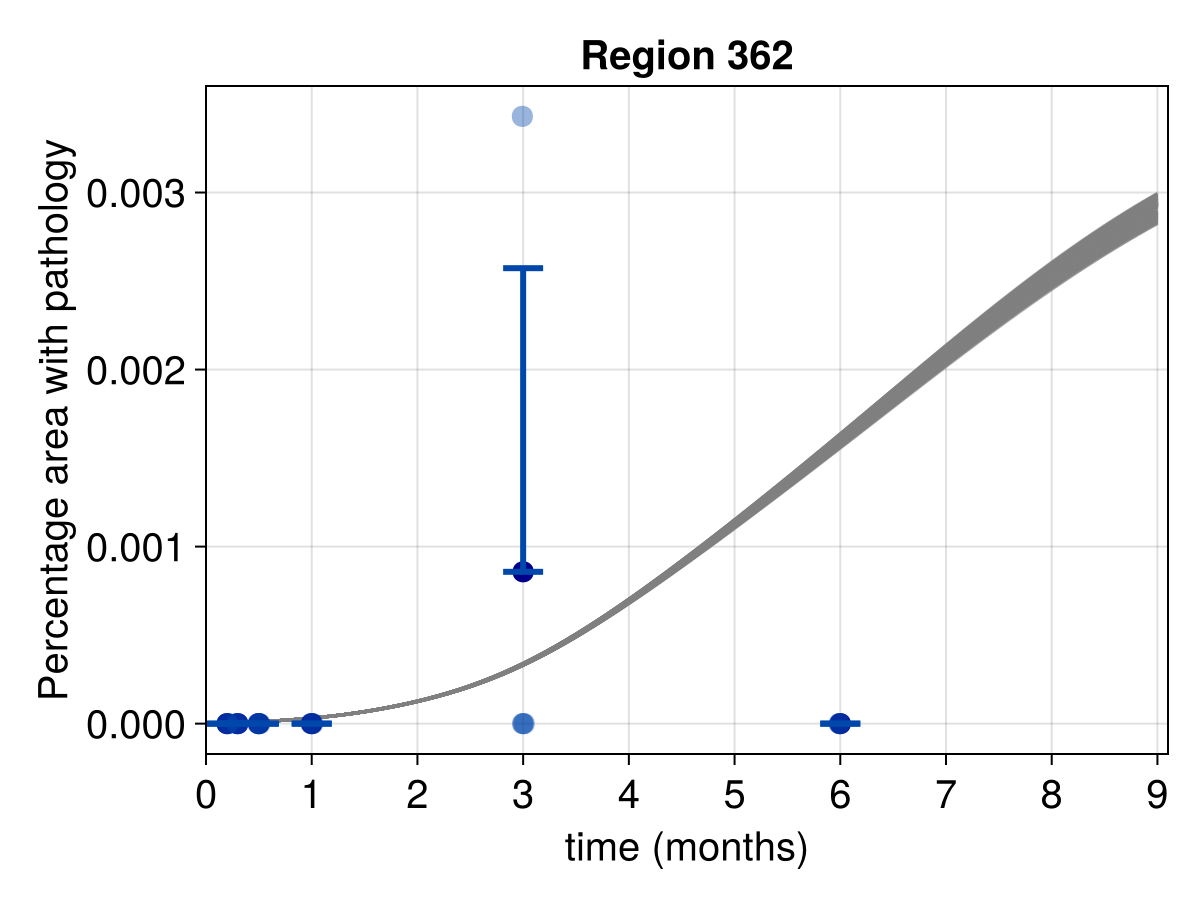 Region 362
Percentage area with pathology
0.003
0.002
0.001
0.000
0 1 2 3 4 5 6 7 8 9
time (months)